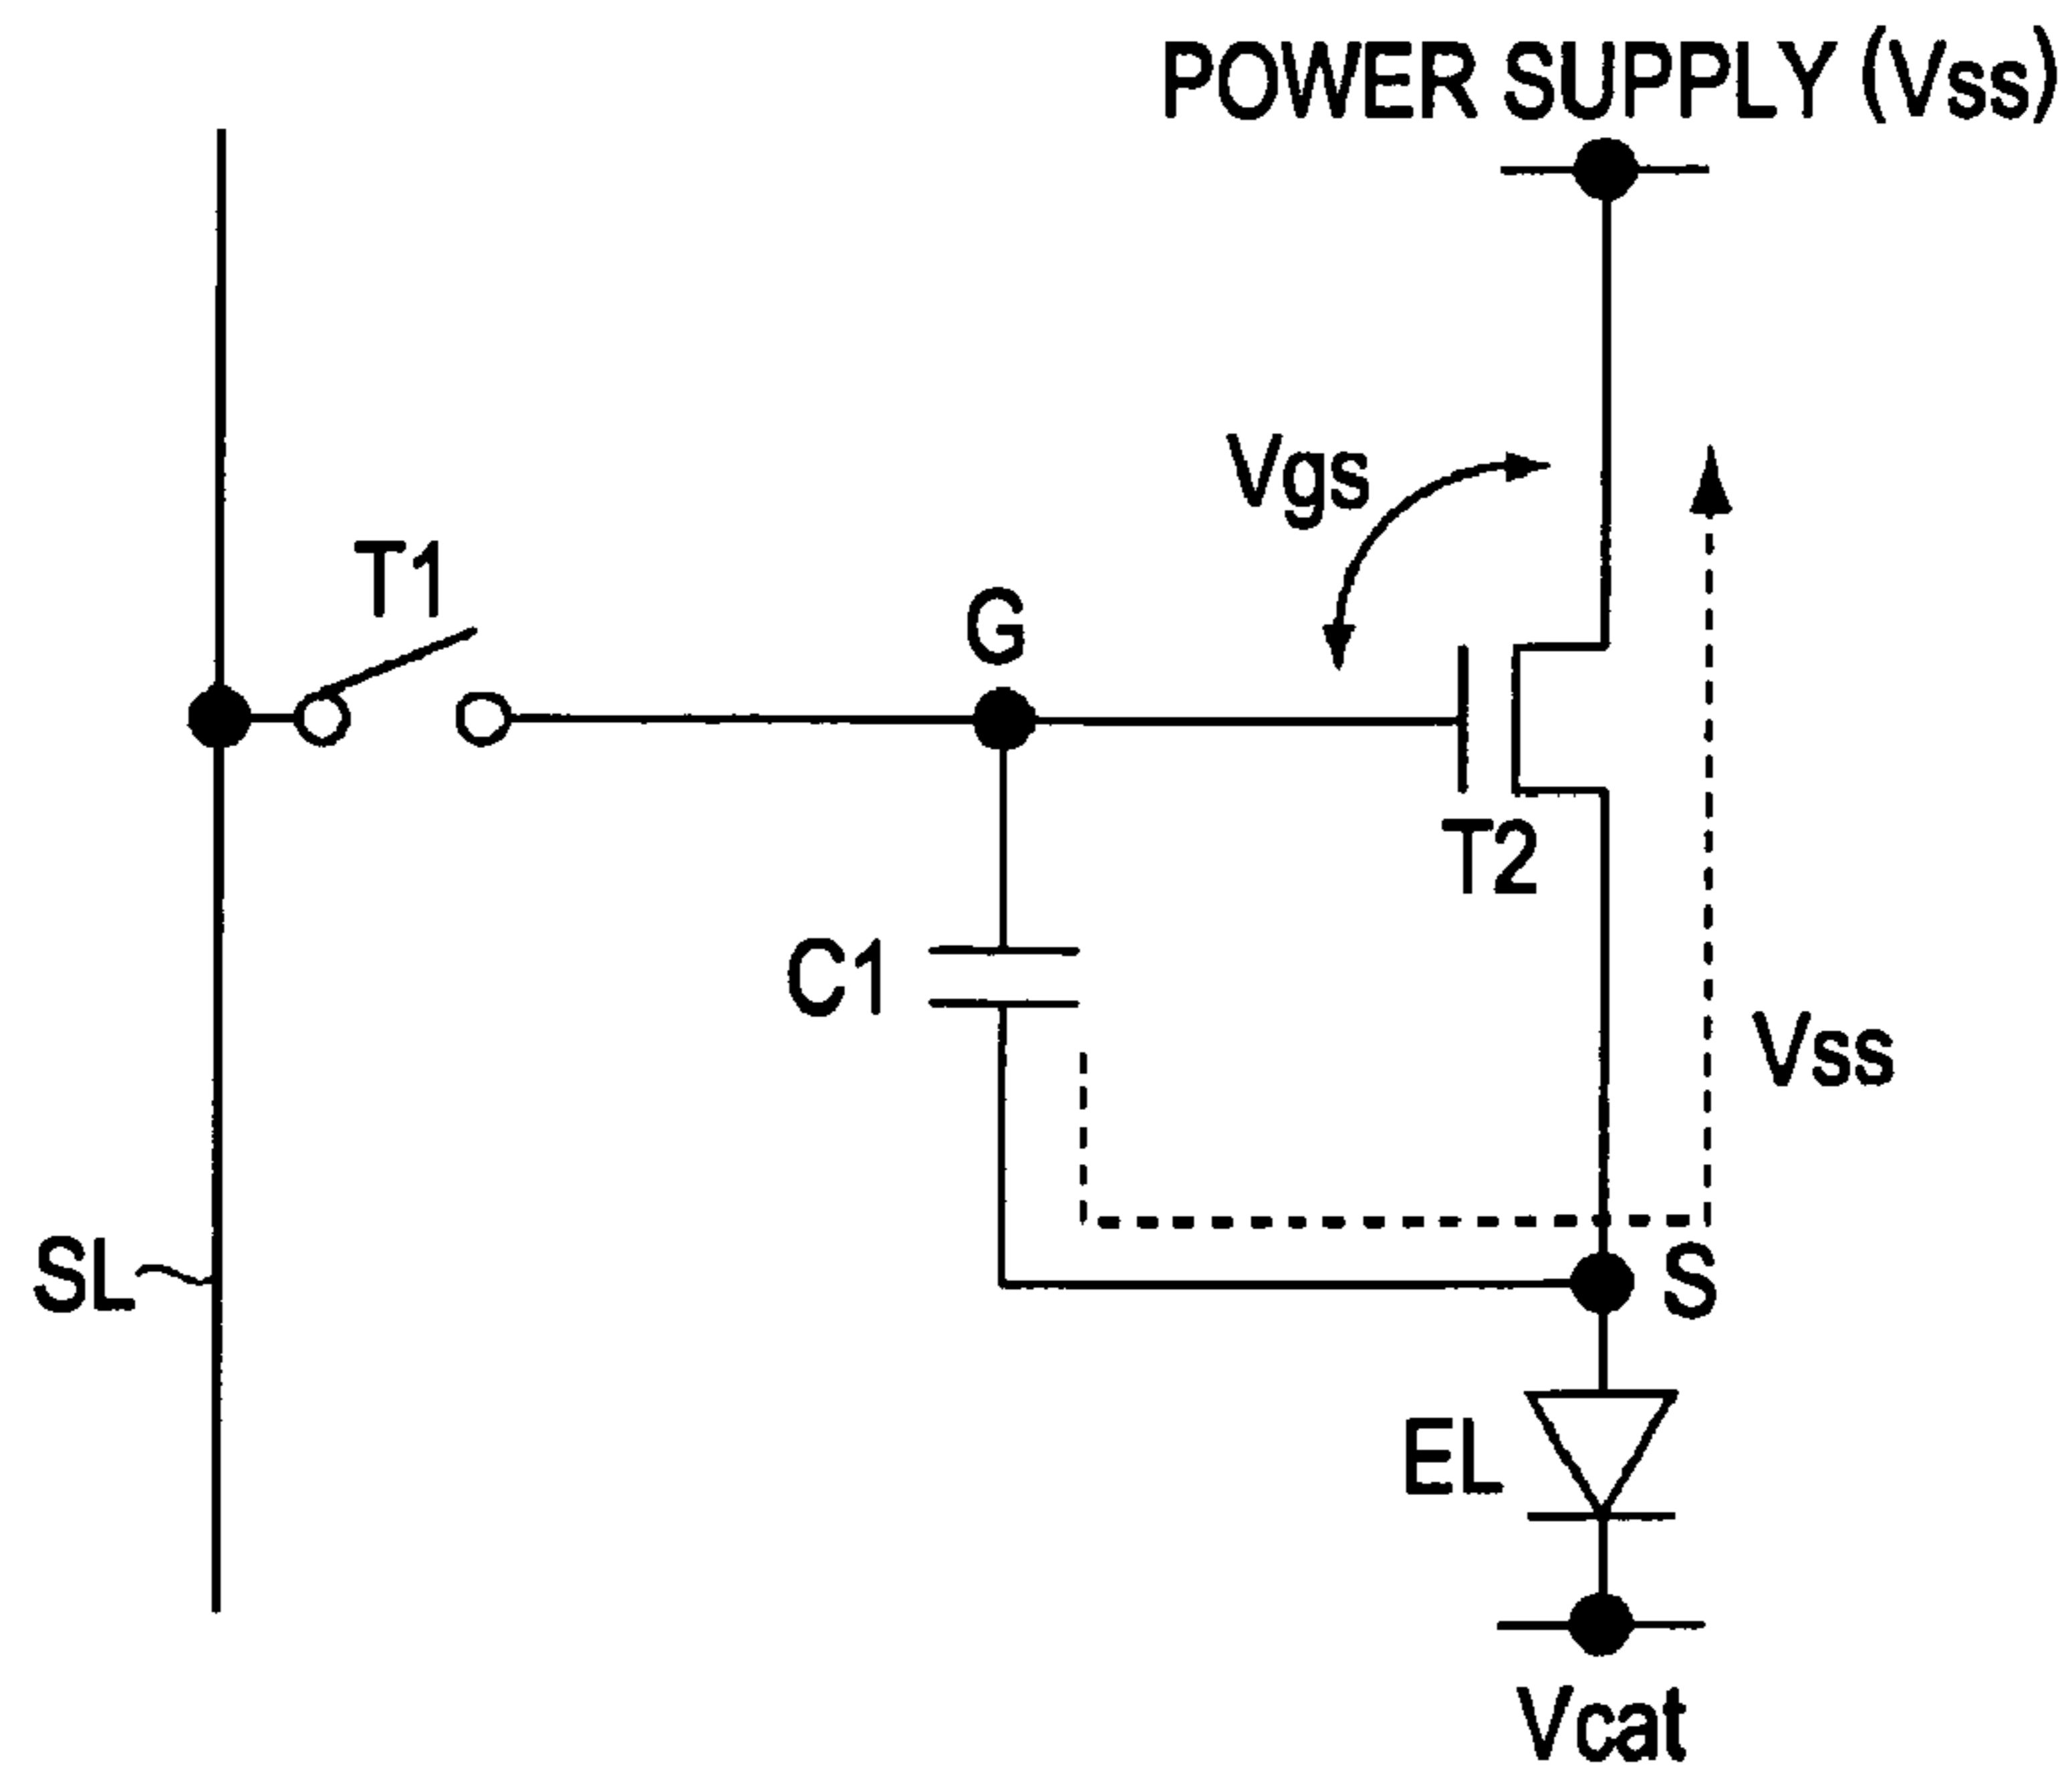 POWER SUPPLY (Vss)
Vgs
T1
G
T2
C1
Vss
SL
S
EL
Vcat